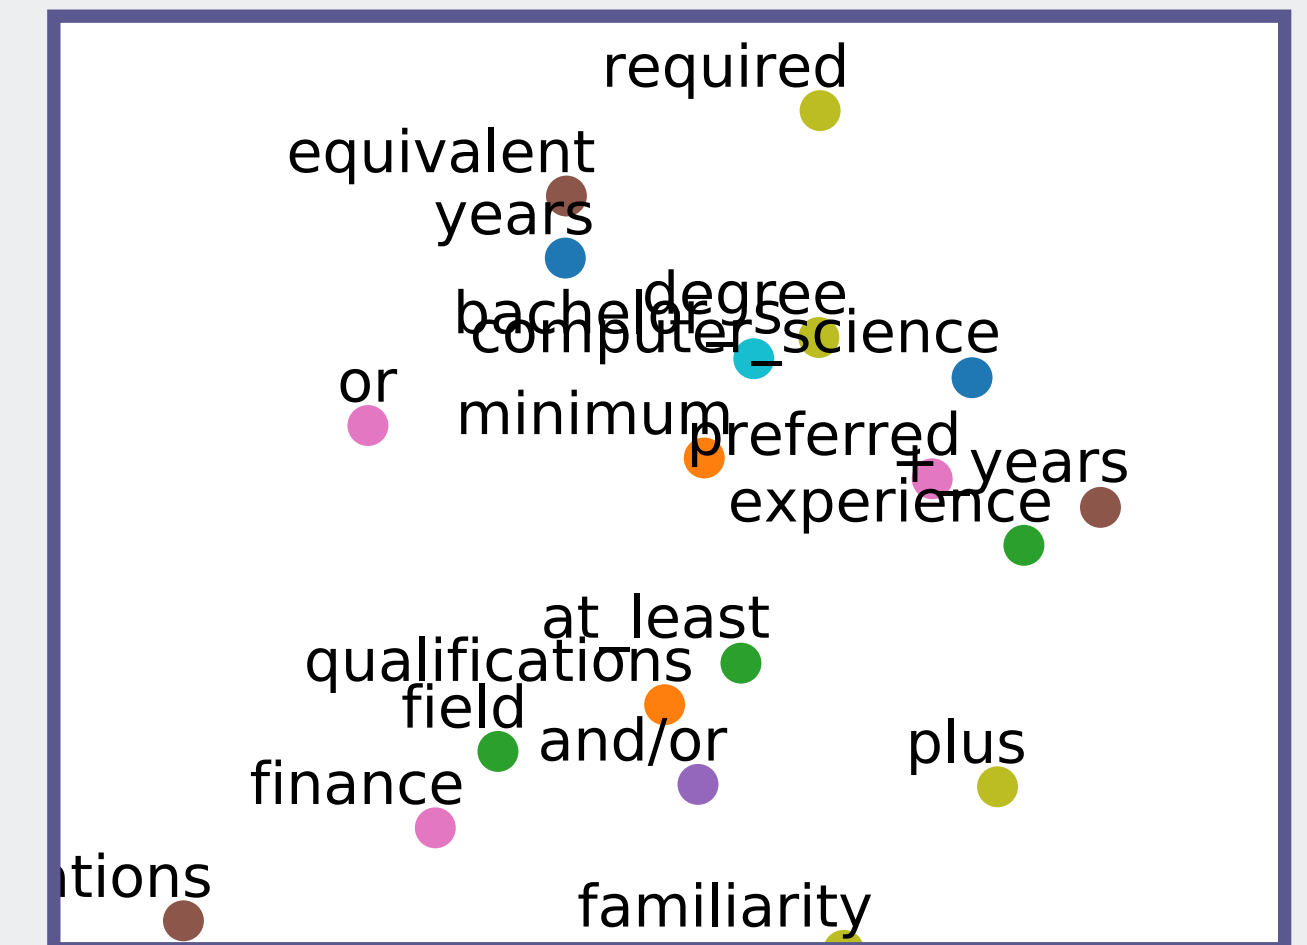 required
equivalent
years
degree
bachelor_s
computer_science
or
minimum
preferred
+_years
experience
at_least
qualifications
field
and/or
plus
finance
tions
familiarity